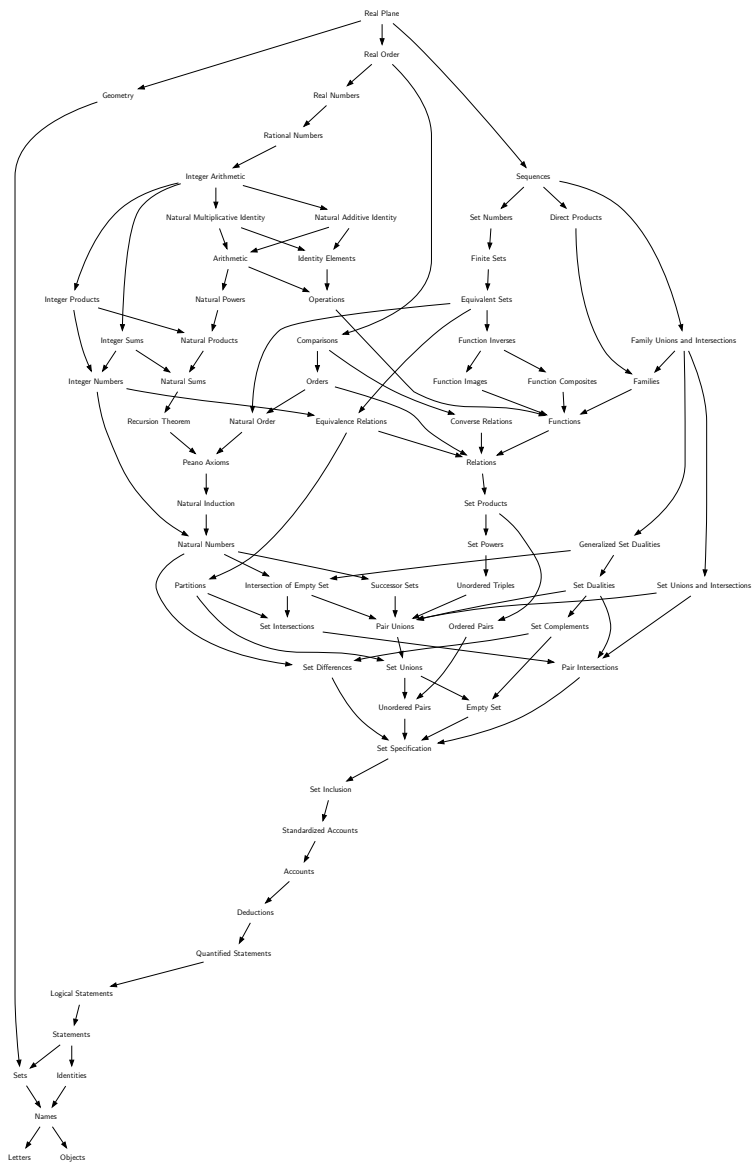 Real Plane
Real Order
Geometry
Real Numbers
Rational Numbers
Integer Arithmetic
Sequences
Natural Multiplicative Identity
Natural Additive Identity
Set Numbers
Direct Products
Arithmetic
Identity Elements
Finite Sets
Integer Products
Natural Powers
Operations
Equivalent Sets
Integer Sums
Natural Products
Comparisons
Function Inverses
Family Unions and Intersections
Integer Numbers
Natural Sums
Orders
Function Images
Function Composites
Families
Recursion Theorem
Natural Order
Equivalence Relations
Converse Relations
Functions
Peano Axioms
Relations
Natural Induction
Set Products
Natural Numbers
Set Powers
Generalized Set Dualities
Partitions
Intersection of Empty Set
Successor Sets
Unordered Triples
Set Dualities
Set Unions and Intersections
Set Intersections
Pair Unions
Ordered Pairs
Set Complements
Set Differences
Set Unions
Pair Intersections
Unordered Pairs
Empty Set
Set Specification
Set Inclusion
Standardized Accounts
Accounts
Deductions
Quantified Statements
Logical Statements
Statements
Sets
Identities
Names
Letters
Objects